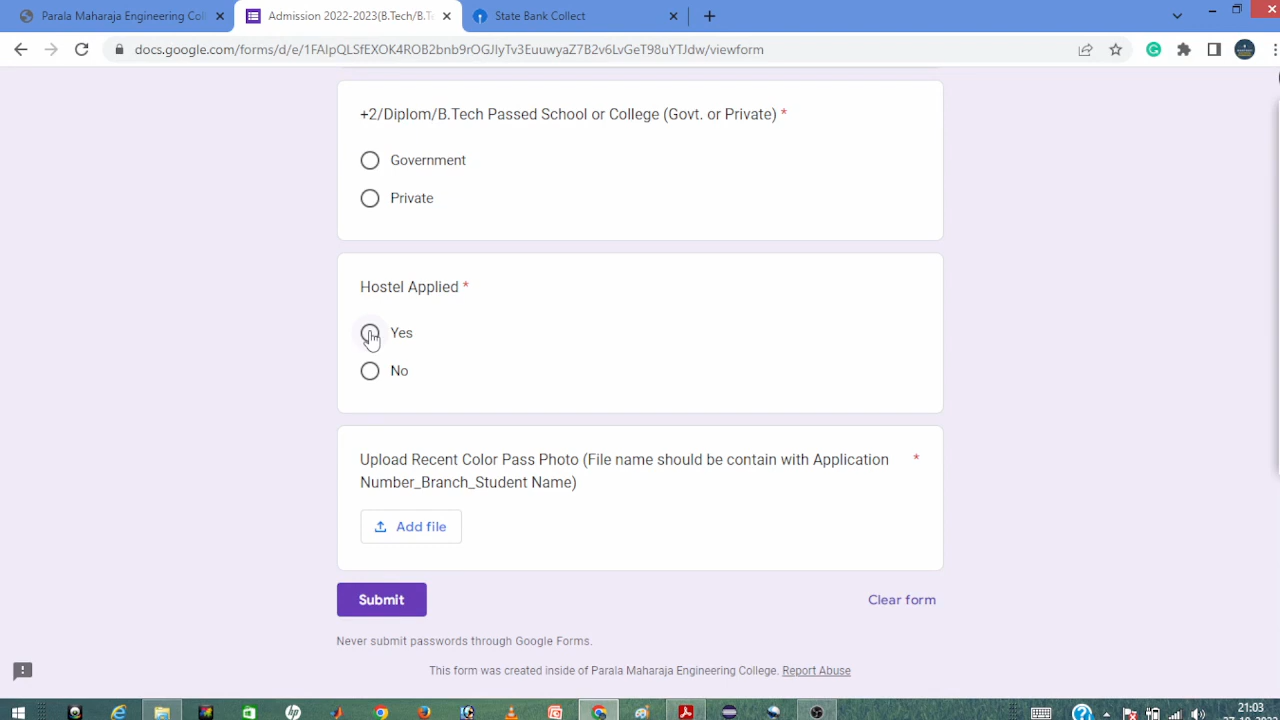 Parala Maharaja Engineering Col
Admission 2022-2023(B.Tech/B.Te
State Bank Collect
docs.google.com/forms/d/e/1FAIpQLSfEXOK4ROB2bnb9rOGJIyTv3EuuwyaZ7B2v6LvGeT98uYTJdw/viewform
+2/Diplom/B.Tech Passed School or College (Govt. or Private) *
Government
Private
Hostel Applied *
Yes
No
Upload Recent Color Pass Photo (File name should be contain with Application *
Number_Branch_Student Name)
Add file
Submit
Clear form
Never submit passwords through Google Forms.
This form was created inside of Parala Maharaja Engineering College. Report Abuse
21:03